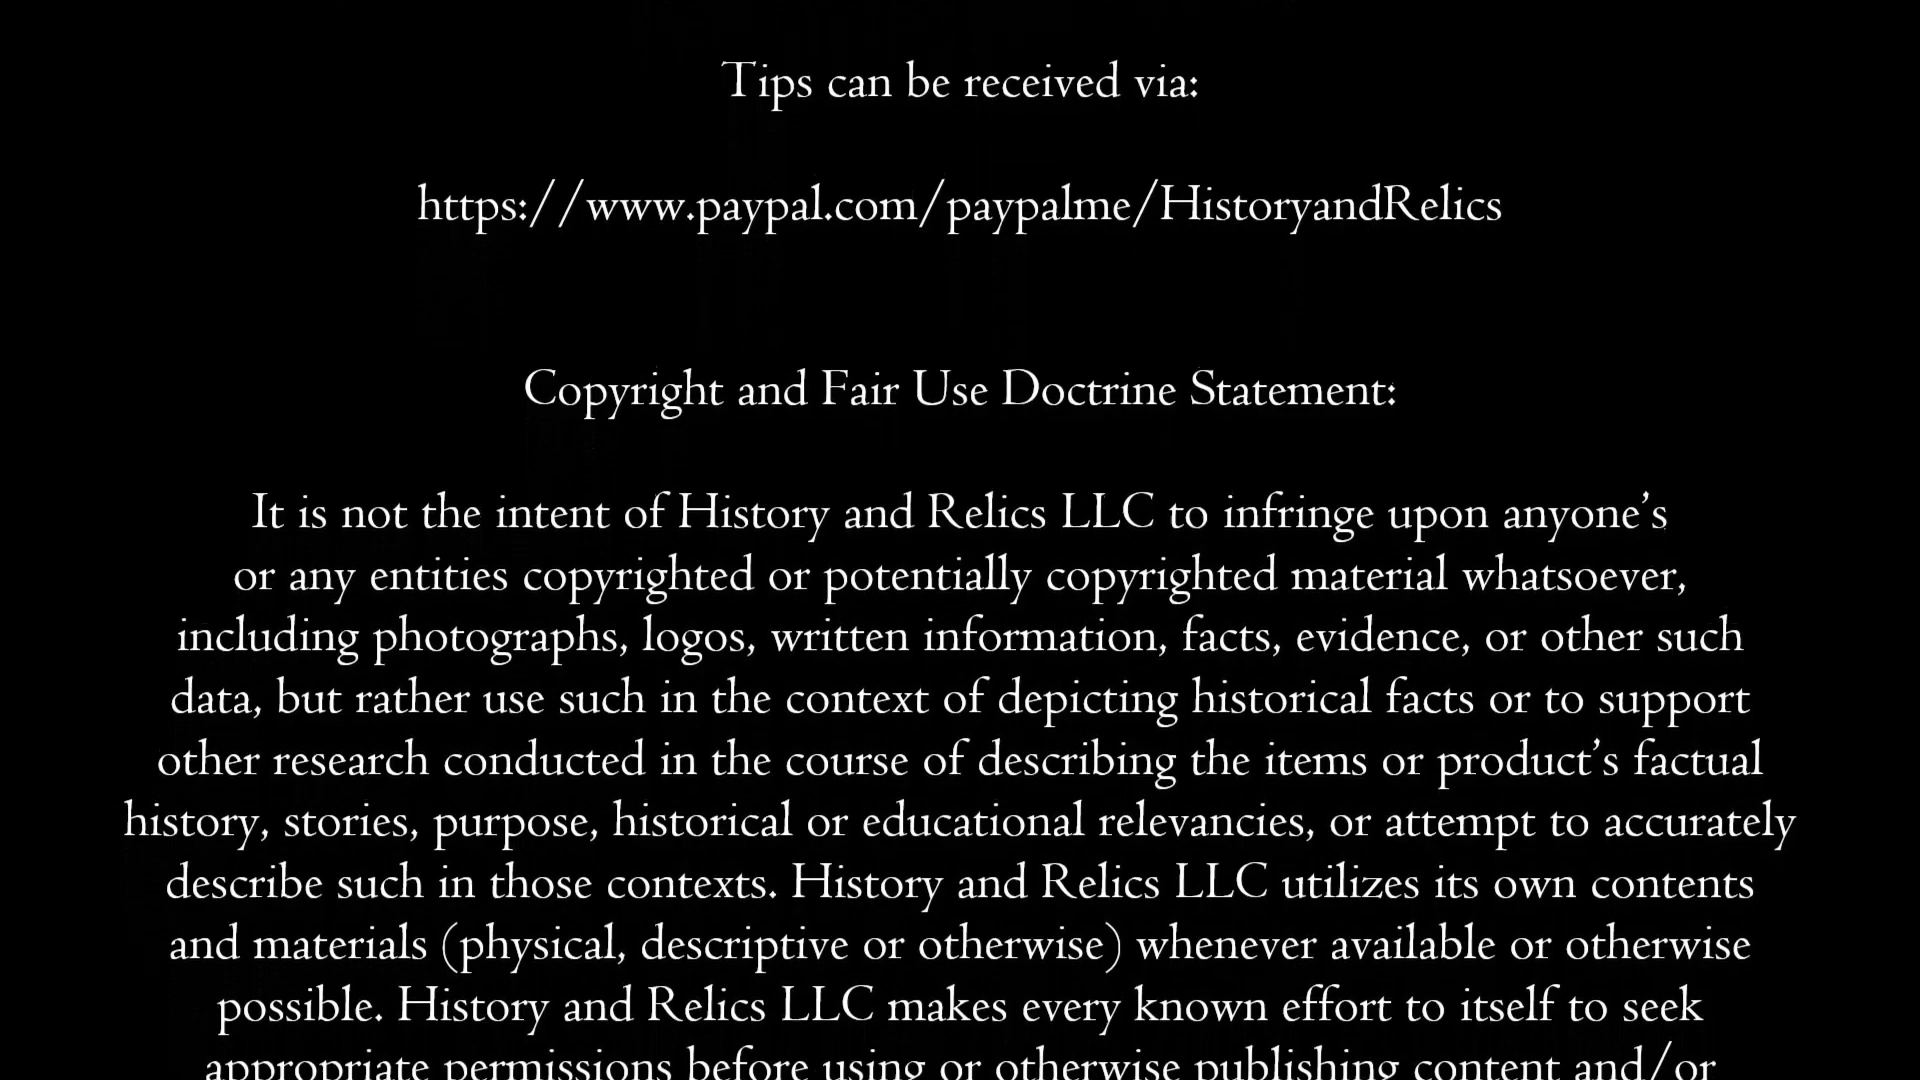 Tips can be received via:
https://www.paypal.com/paypalme/HistoryandRelics
Copyright and Fair Use Doctrine Statement:
It is not the intent of History and Relics LLC to infringe upon anyone’s
or any entities copyrighted or potentially copyrighted material whatsoever,
including photographs, logos, written information, facts, evidence, or other such
data, but rather use such in the context of depicting historical facts or to support
other research conducted in the course of describing the items or product’s factual
history, stories, purpose, historical or educational relevancies, or attempt to accurately
describe such in those contexts. History and Relics LLC utilizes its own contents
and materials (physical, descriptive or otherwise) whenever available or otherwise
possible. History and Relics LLC makes every known effort to itself to seek
appropriate permissions before using or otherwise publishing content and/or